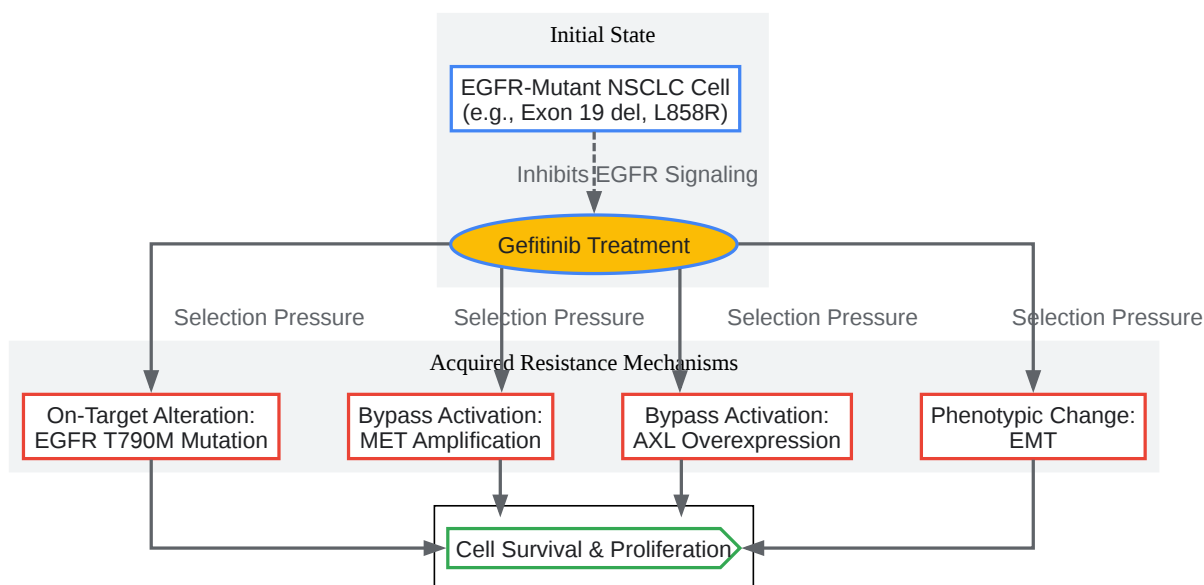 Initial State
EGFR-Mutant NSCLC Cell
(e.g., Exon 19 del, L858R)
Inhibits EGFR Signaling
Gefitinib Treatment
Selection Pressure
Selection Pressure
Selection Pressure
Selection Pressure
Acquired Resistance Mechanisms
On-Target Alteration:
EGFR T790M Mutation
Bypass Activation:
MET Amplification
Bypass Activation:
AXL Overexpression
Phenotypic Change:
EMT
Cell Survival & Proliferation